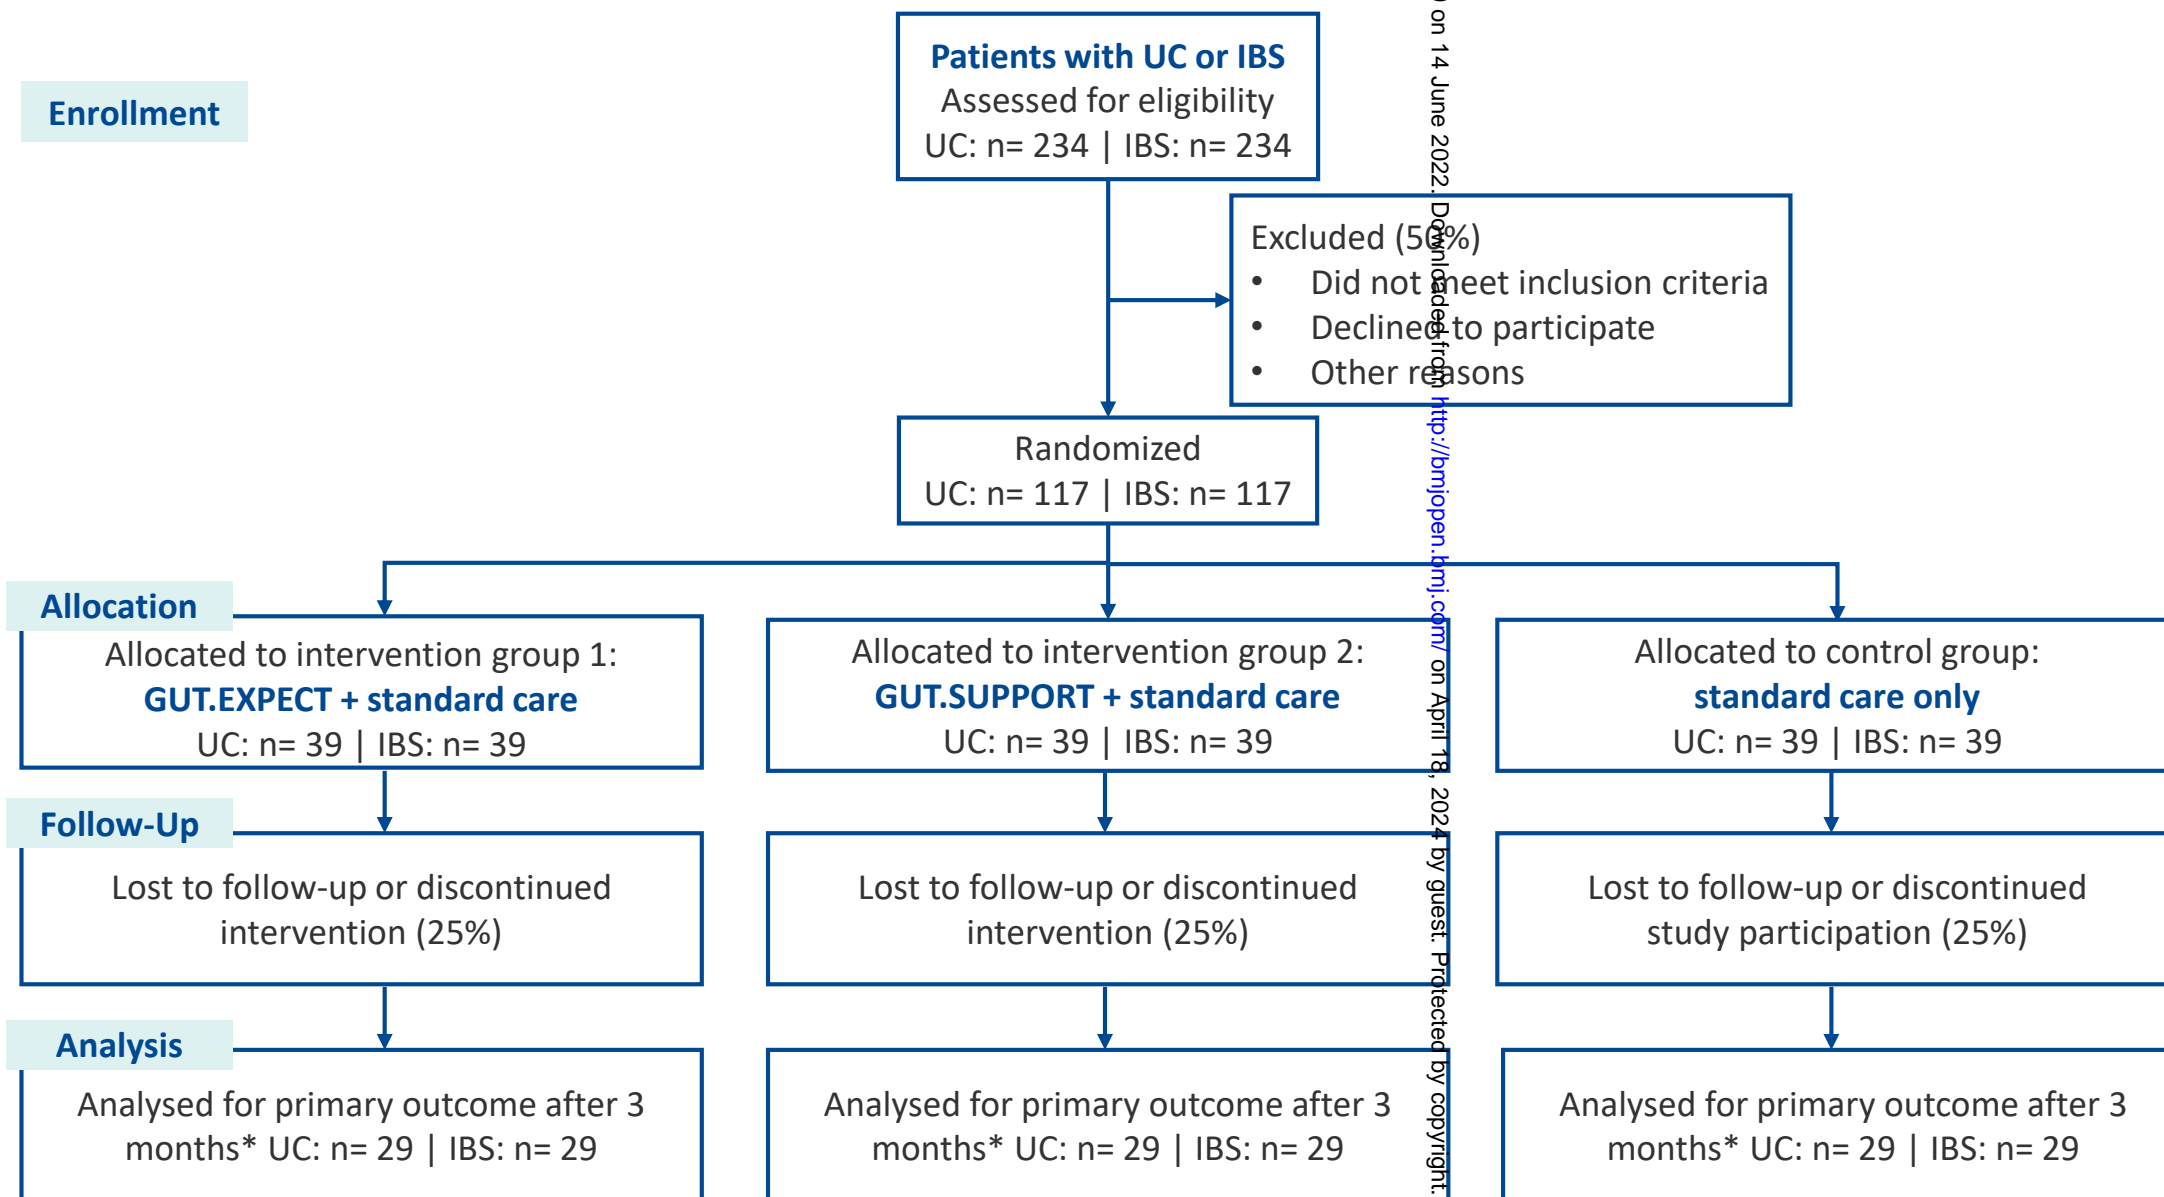 Enrollment
Patients with UC or IBS
Assessed for eligibility
UC: n= 234 | IBS: n= 234
Excluded (50%)
• Did not meet inclusion criteria
• Declined to participate
• Other reasons
Randomized
UC: n= 117 | IBS: n= 117
Allocation
Allocated to intervention group 1:
GUT.EXPECT + standard care
UC: n= 39 | IBS: n= 39
Allocated to intervention group 2:
GUT.SUPPORT + standard care
UC: n= 39 | IBS: n= 39
Allocated to control group:
standard care only
UC: n= 39 | IBS: n= 39
Follow-Up
Lost to follow-up or discontinued
intervention (25%)
Lost to follow-up or discontinued
intervention (25%)
Lost to follow-up or discontinued
study participation (25%)
Analysis
Analysed for primary outcome after 3
months* UC: n= 29 | IBS: n= 29
Analysed for primary outcome after 3
months* UC: n= 29 | IBS: n= 29
Analysed for primary outcome after 3
months* UC: n= 29 | IBS: n= 29
on 14 June 2022. Downloaded from http://bmjopen.bmj.com/ on April 18, 2024 by guest. Protected by copyright.